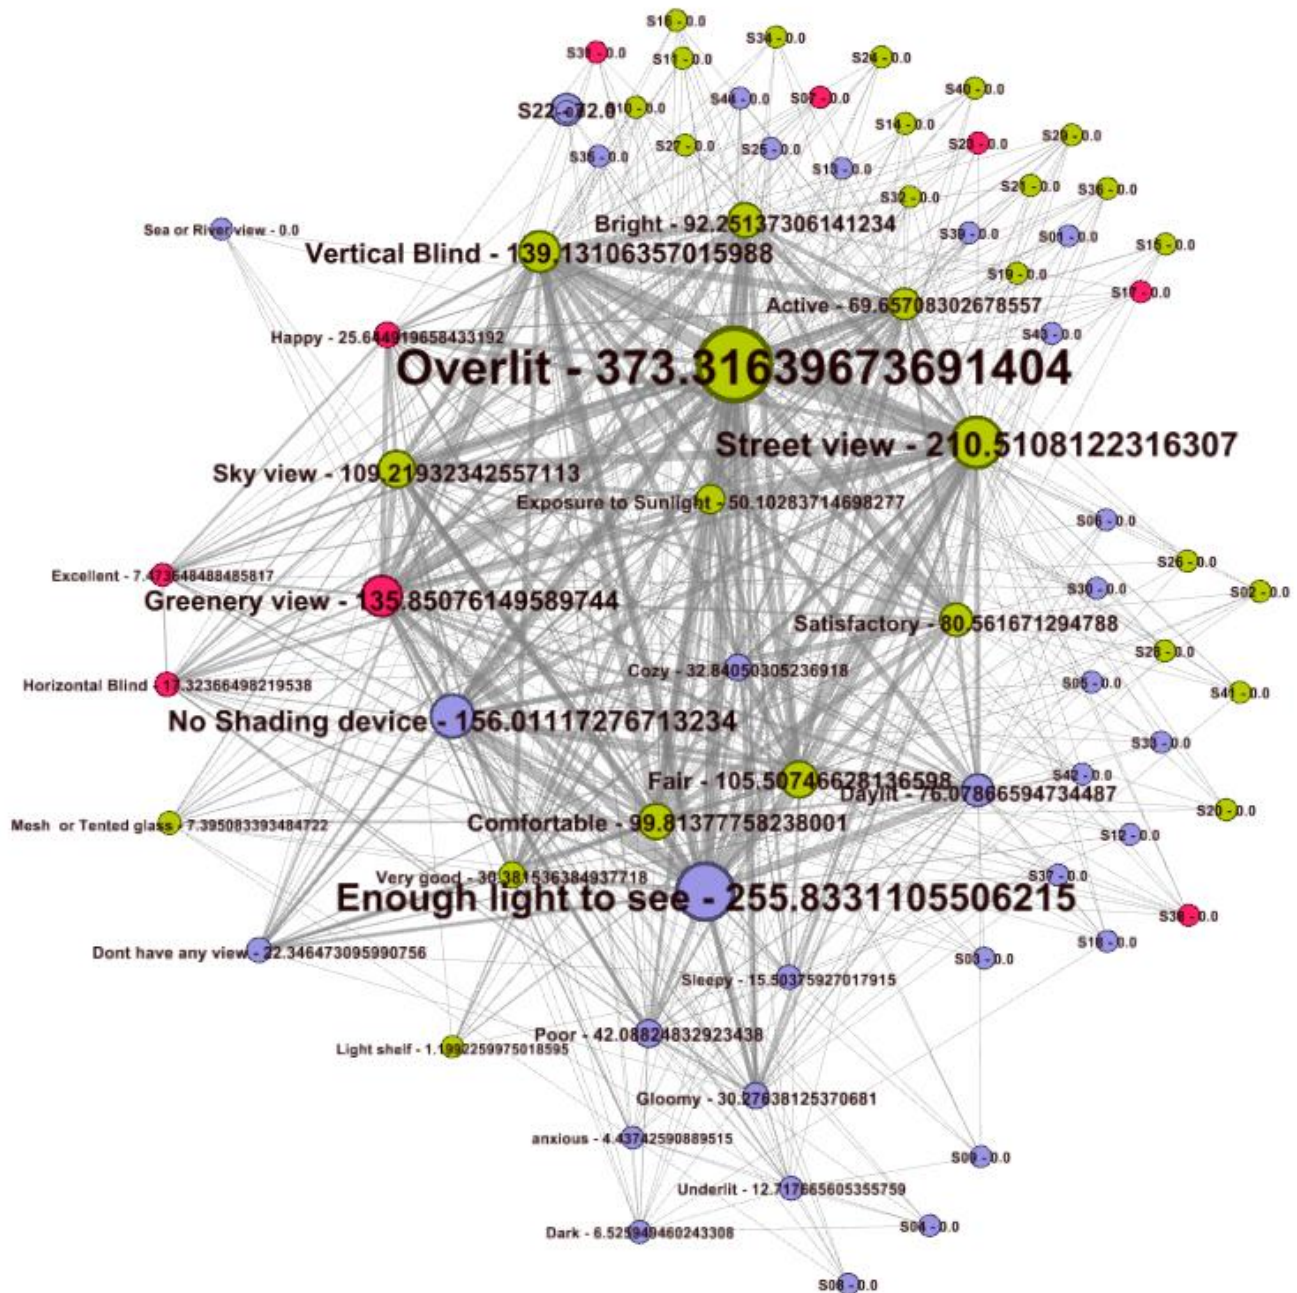 S16 - 0.0
S34 - 0.0
S31 - 0.0
S11 - 0.0
S24 - 0.0
S40 - 0.0
S44 - 0.0
S07 - 0.0
S10 - 0.0
S14 - 0.0
S29 - 0.0
S27 - 0.0
S25 - 0.0
S23 - 0.0
S35 - 0.0
S13 - 0.0
S21 - 0.0
S36 - 0.0
S32 - 0.0
Bright - 92.25137306141234
Sea or River view - 0.0
S39 - 0.0
S01 - 0.0
S15 - 0.0
Vertical Blind - 139.13106357015988
S19 - 0.0
S17 - 0.0
Active - 69.65708302678557
S43 - 0.0
Happy - 25.644919658433192
Overlit - 373.31639673691404
Street view - 210.5108122316307
Sky view - 109.21932342557113
Exposure to Sunlight - 50.10283714698277
S06 - 0.0
S26 - 0.0
Excellent - 7.473648488485817
S30 - 0.0
S02 - 0.0
Greenery view - 135.85076149589744
Satisfactory - 80.561671294788
S28 - 0.0
Cozy - 32.84050305236918
S05 - 0.0
Horizontal Blind - 17.32366498219538
S41 - 0.0
No Shading device - 156.01117276713234
S33 - 0.0
S42 - 0.0
Fair - 105.50746628136598
Daylit - 76.07866594734487
S20 - 0.0
Mesh or Tented glass - 7.395083393484722
Comfortable - 99.81377758238001
S12 - 0.0
S37 - 0.0
Very good - 30.381536384937718
Enough light to see - 255.8331105506215
S38 - 0.0
S18 - 0.0
Dont have any view - 22.346473095990756
S03 - 0.0
Sleepy - 15.50375927017915
Poor - 42.08824832923438
Light shelf - 1.1992259975018595
Gloomy - 30.27638125370681
anxious - 4.43742590889515
S09 - 0.0
Underlit - 12.717665605355759
S04 - 0.0
Dark - 6.525949460243308
S08 - 0.0